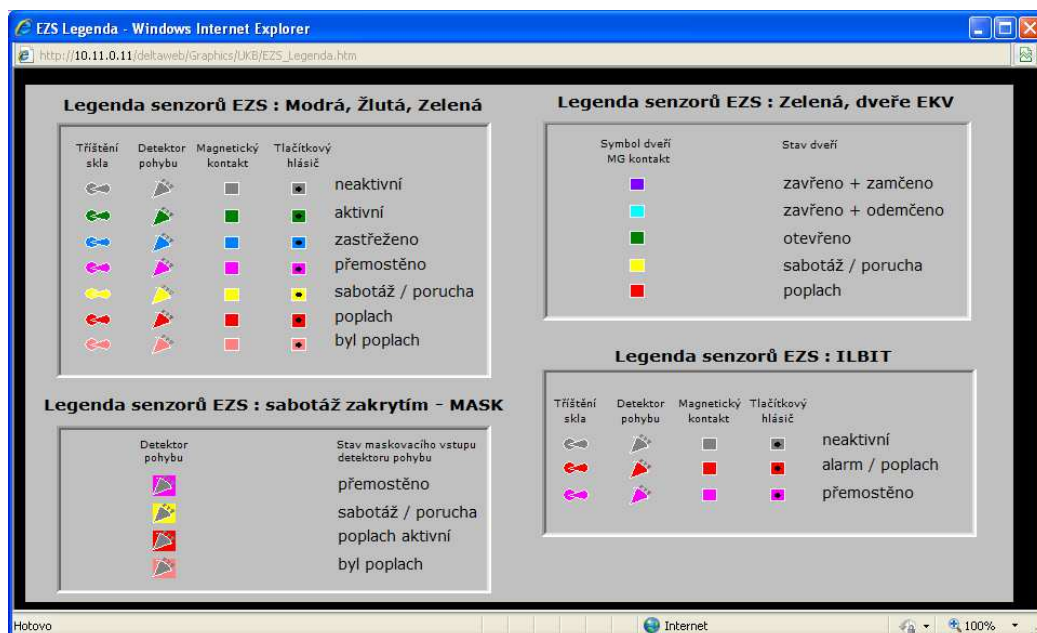 EZS Legenda - Windows Internet Explorer
http://10.11.0.11/deltaweb/Graphics/UKB/EZS_Legenda.htm
Legenda senzorů EZS : Modrá, Žlutá, Zelená
Tříštění skla
Detektor pohybu
Magnetický kontakt
Tlačítkový hlásič
neaktivní
aktivní
zastřeženo
přemostěno
sabotáž / porucha
poplach
byl poplach
Legenda senzorů EZS : sabotáž zakrytím - MASK
Detektor pohybu
Stav maskovacího vstupu
detektoru pohybu
přemostěno
sabotáž / porucha
poplach aktivní
byl poplach
Legenda senzorů EZS : Zelená, dveře EKV
Symbol dveří
MG kontakt
Stav dveří
zavřeno + zamčeno
zavřeno + odemčeno
otevřeno
sabotáž / porucha
poplach
Legenda senzorů EZS : ILBIT
Tříštění skla
Detektor pohybu
Magnetický kontakt
Tlačítkový hlásič
neaktivní
alarm / poplach
přemostěno
Hotovo
Internet
100%